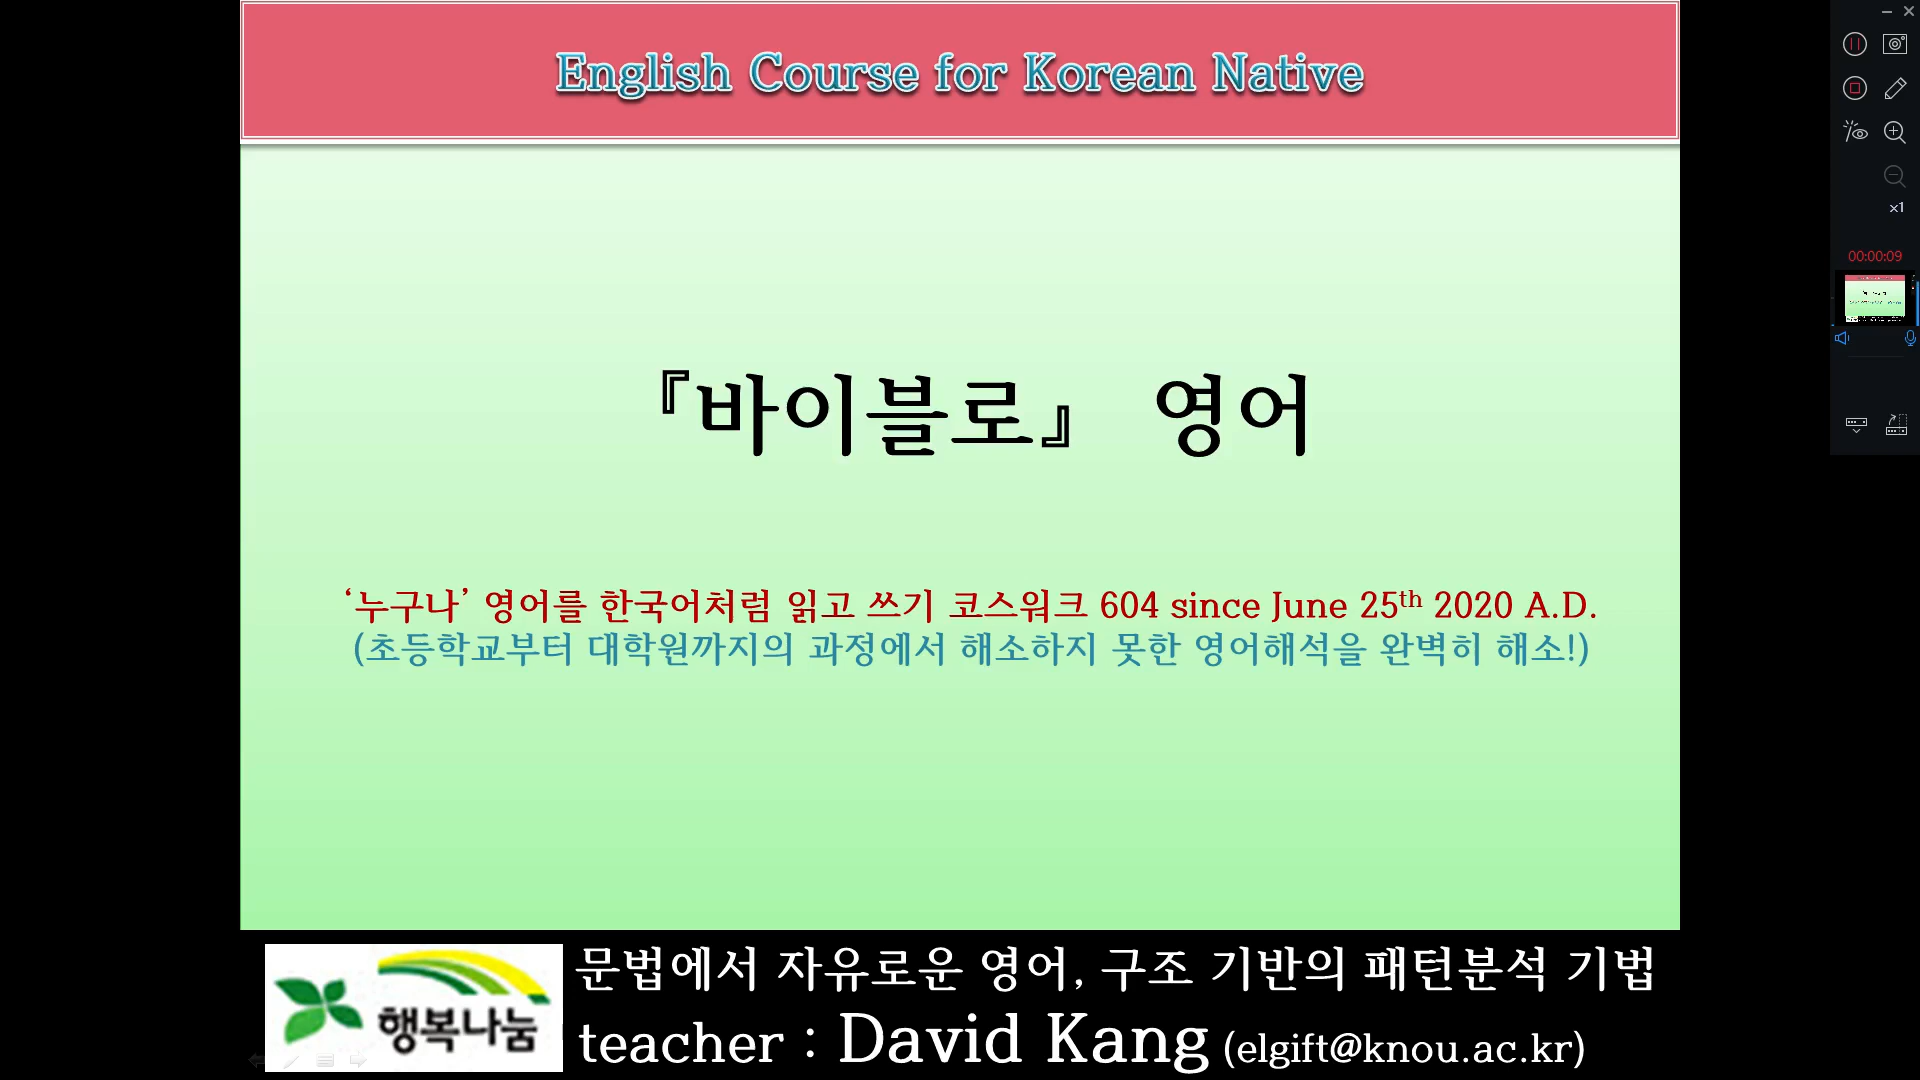 English Course for Korean Native
『바이블로』 영어
‘누구나’ 영어를 한국어처럼 읽고 쓰기 코스워크 604 since June 25th 2020 A.D.
(초등학교부터 대학원까지의 과정에서 해소하지 못한 영어해석을 완벽히 해소!)
행복나눔
문법에서 자유로운 영어, 구조 기반의 패턴분석 기법
teacher : David Kang (elgift@knou.ac.kr)
x1
00:00:09